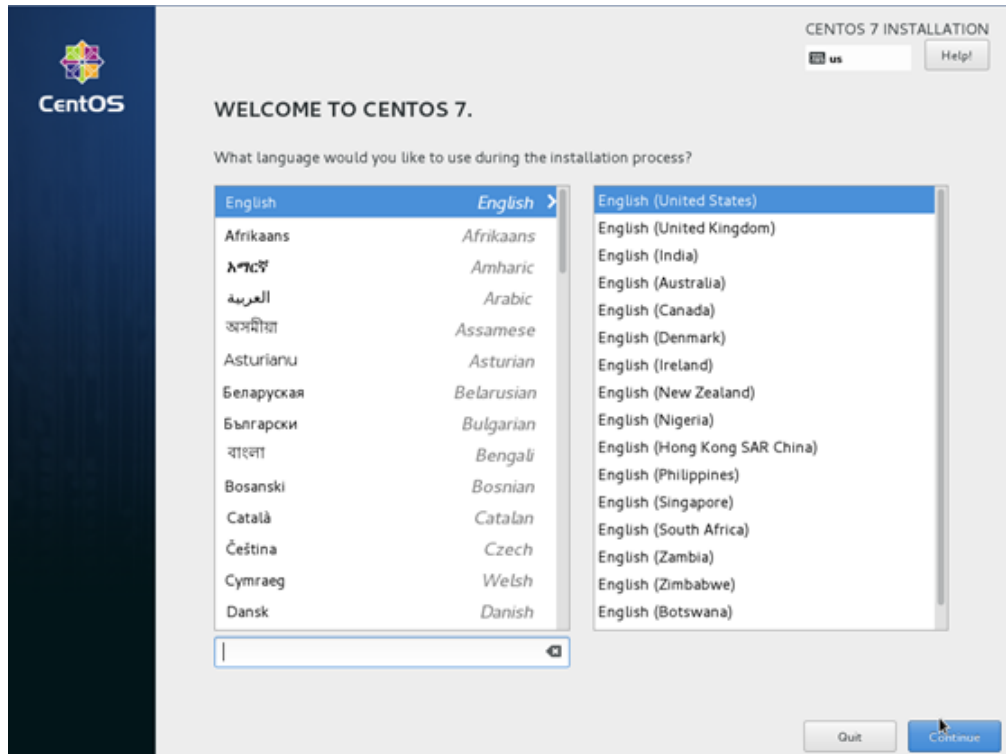 CentOS
CENTOS 7 INSTALLATION
us
Help!
WELCOME TO CENTOS 7.
What language would you like to use during the installation process?
English English
Afrikaans Afrikaans
አማርኛ Amharic
العربية Arabic
অসমীয়া Assamese
Asturianu Asturian
Беларуская Belarusian
Български Bulgarian
বাংলা Bengali
Bosanski Bosnian
Català Catalan
Čeština Czech
Cymraeg Welsh
Dansk Danish
English (United States)
English (United Kingdom)
English (India)
English (Australia)
English (Canada)
English (Denmark)
English (Ireland)
English (New Zealand)
English (Nigeria)
English (Hong Kong SAR China)
English (Philippines)
English (Singapore)
English (South Africa)
English (Zambia)
English (Zimbabwe)
English (Botswana)
Quit
Continue